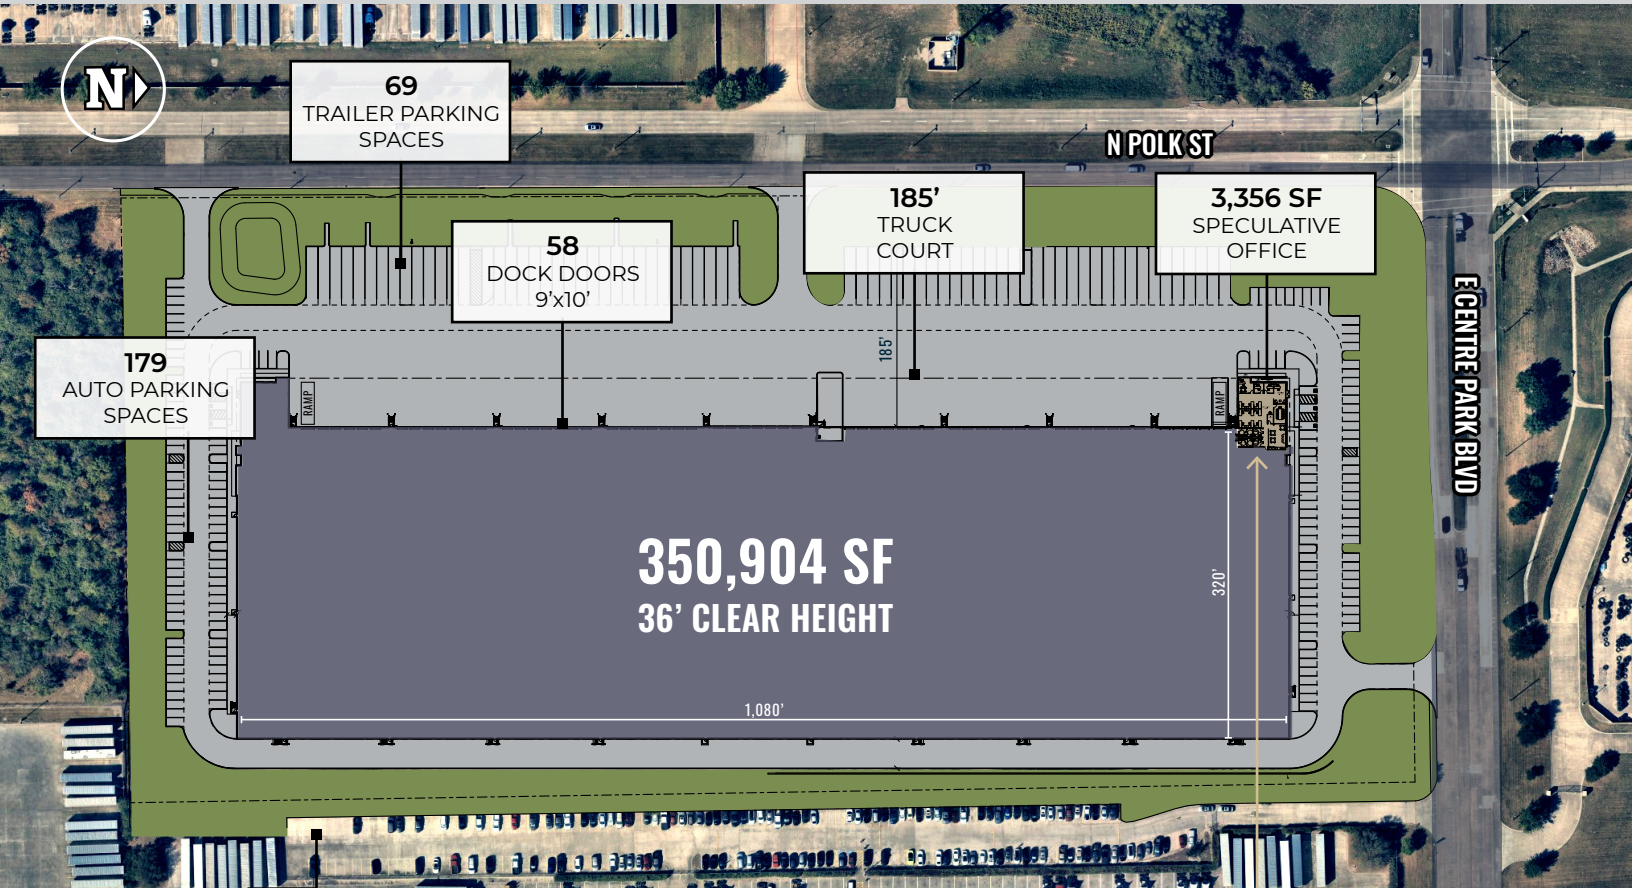 N
69
TRAILER PARKING
SPACES
N POLK ST
185’
TRUCK
COURT
3,356 SF
SPECULATIVE
OFFICE
58
DOCK DOORS
9’x10’
E CENTRE PARK BLVD
179
AUTO PARKING
SPACES
185’
RAMP
RAMP
350,904 SF
36’ CLEAR HEIGHT
320’
1,080’